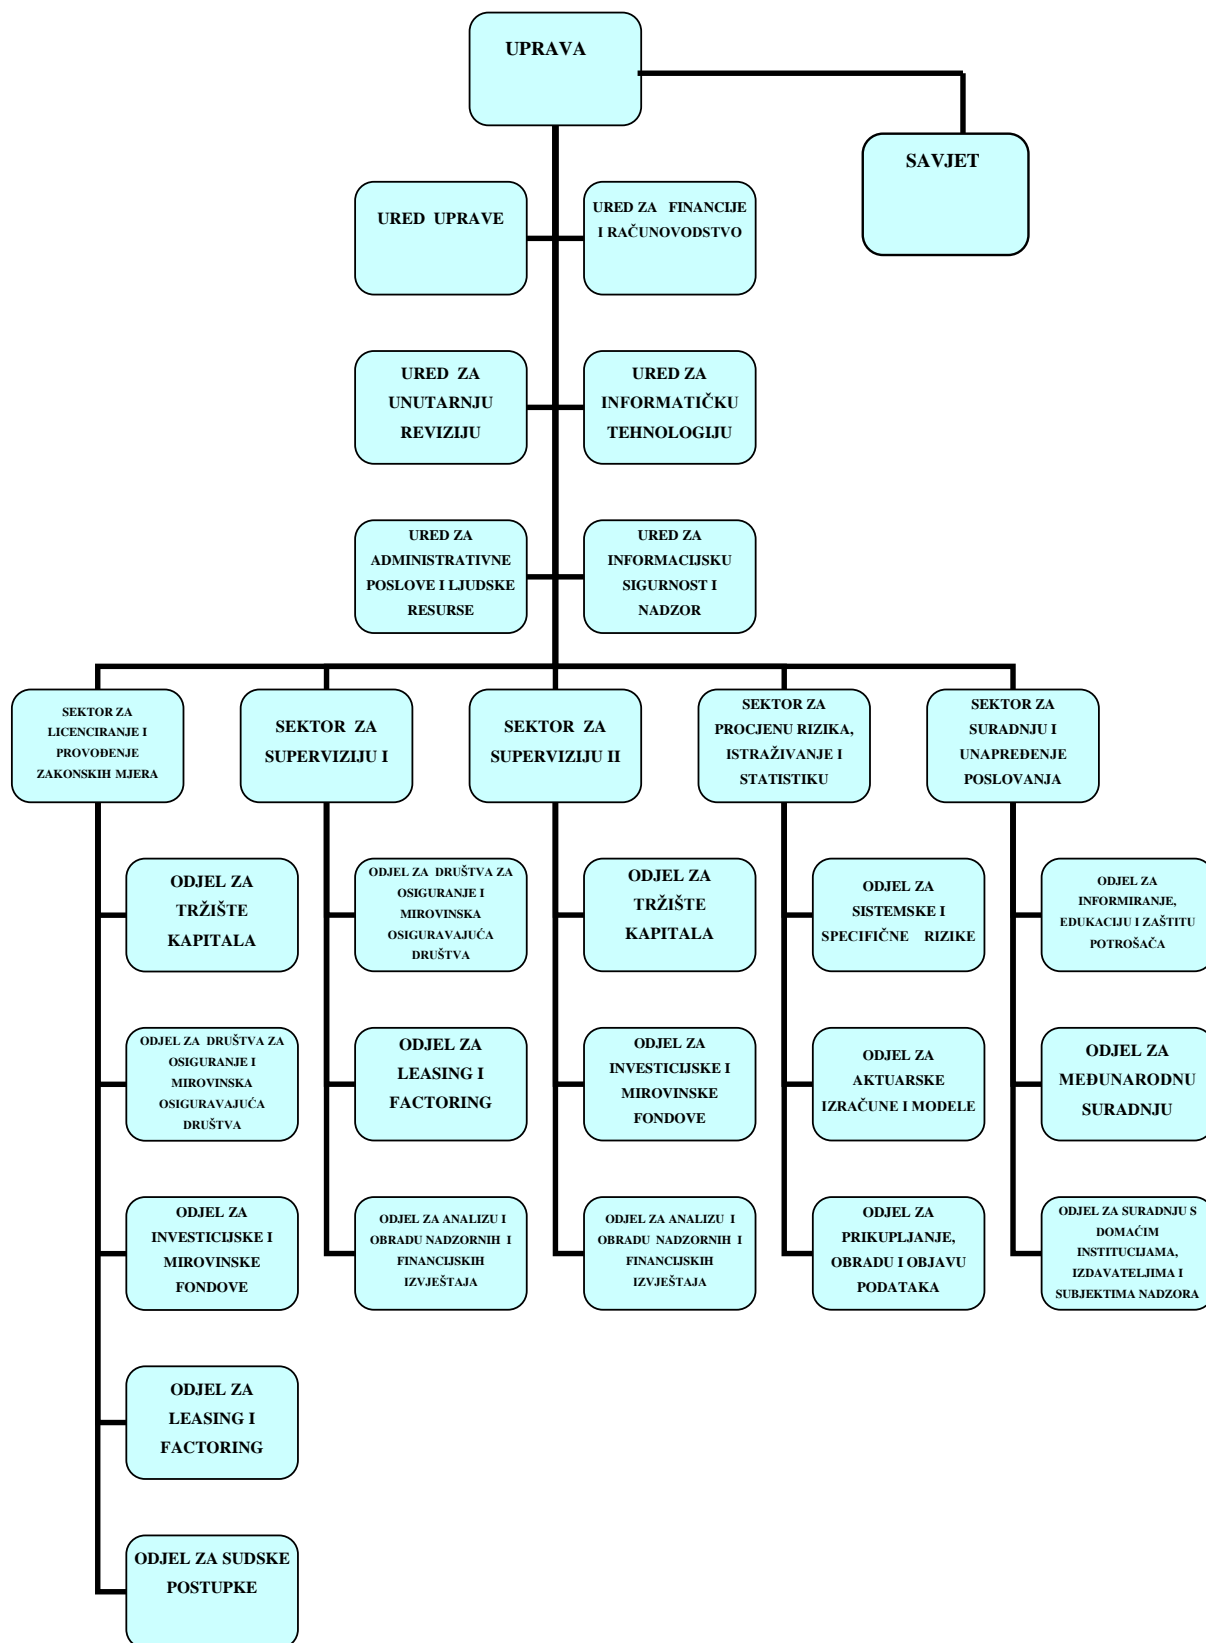 UPRAVA
SAVJET
URED UPRAVE
URED ZA FINANCIJE
I RAČUNOVODSTVO
URED ZA
UNUTARNJU
REVIZIJU
URED ZA
INFORMATIČKU
TEHNOLOGIJU
URED ZA
ADMINISTRATIVNE
POSLOVE I LJUDSKE
RESURSE
URED ZA
INFORMACIJSKU
SIGURNOST I
NADZOR
SEKTOR ZA
LICENCIRANJE I
PROVOĐENJE
ZAKONSKIH MJERA
SEKTOR ZA
SUPERVIZIJU I
SEKTOR ZA
SUPERVIZIJU II
SEKTOR ZA
PROCJENU RIZIKA,
ISTRAŽIVANJE I
STATISTIKU
SEKTOR ZA
SURADNJU I
UNAPREĐENJE
POSLOVANJA
ODJEL ZA
TRŽIŠTE
KAPITALA
ODJEL ZA DRUŠTVA ZA
OSIGURANJE I
MIROVINSKA
OSIGURAVAJUĆA
DRUŠTVA
ODJEL ZA
TRŽIŠTE
KAPITALA
ODJEL ZA
SISTEMSKE I
SPECIFIČNE RIZIKE
ODJEL ZA
INFORMIRANJE,
EDUKACIJU I ZAŠTITU
POTROŠAČA
ODJEL ZA DRUŠTVA ZA
OSIGURANJE I
MIROVINSKA
OSIGURAVAJUĆA
DRUŠTVA
ODJEL ZA
LEASING I
FACTORING
ODJEL ZA
INVESTICIJSKE I
MIROVINSKE
FONDOVE
ODJEL ZA
AKTUARSKE
IZRAČUNE I MODELE
ODJEL ZA
MEĐUNARODNU
SURADNJU
ODJEL ZA
INVESTICIJSKE I
MIROVINSKE
FONDOVE
ODJEL ZA ANALIZU I
OBRADU NADZORNIH I
FINANCIJSKIH
IZVJEŠTAJA
ODJEL ZA ANALIZU I
OBRADU NADZORNIH I
FINANCIJSKIH
IZVJEŠTAJA
ODJEL ZA
PRIKUPLJANJE,
OBRADU I OBJAVU
PODATAKA
ODJEL ZA SURADNJU S
DOMAĆIM
INSTITUCIJAMA,
IZDAVATELJIMA I
SUBJEKTIMA NADZORA
ODJEL ZA
LEASING I
FACTORING
ODJEL ZA SUDSKE
POSTUPKE